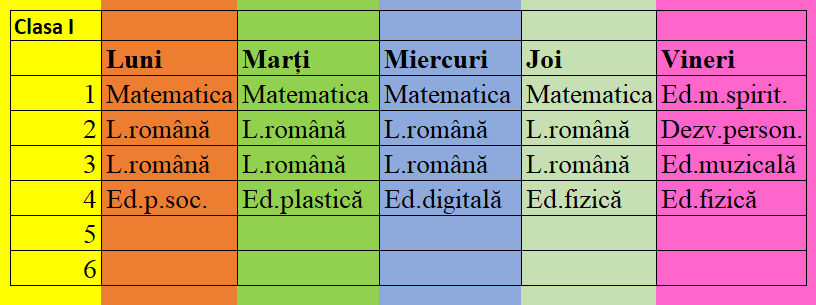 Clasa I
Luni Marți Miercuri Joi Vineri
1 Matematica Matematica Matematica Matematica Ed.m.spirit.
2 L.română L.română L.română L.română Dezv.person.
3 L.română L.română L.română L.română Ed.muzicală
4 Ed.p.soc. Ed.plastică Ed.digitală Ed.fizică Ed.fizică
5
6